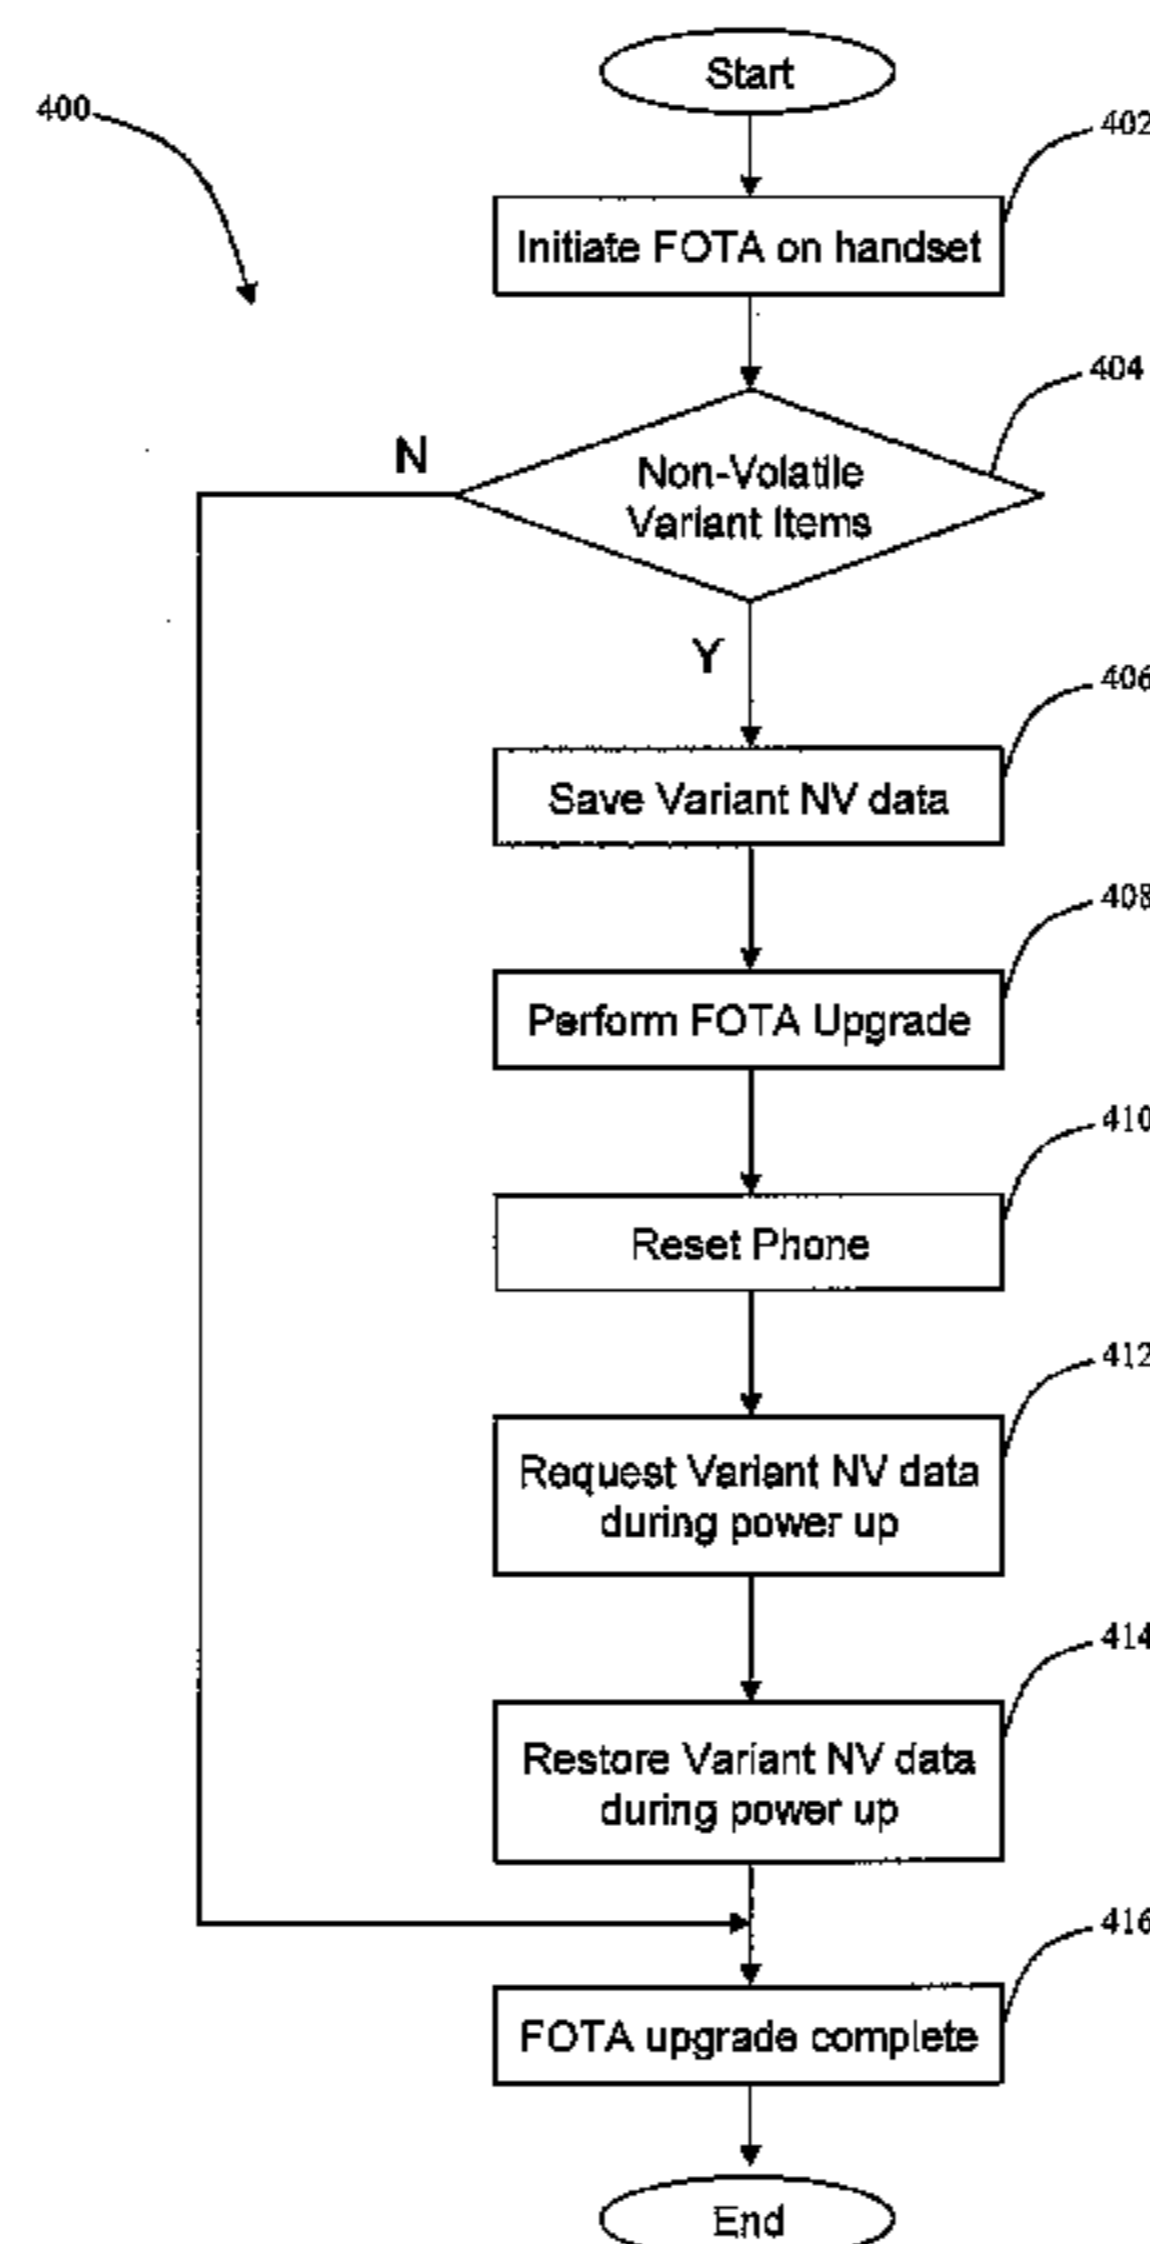 Start
400
402
Initiate FOTA on handset
404
N
Non-Volatile
Variant Items
Y
406
Save Variant NV data
408
Perform FOTA Upgrade
410
Reset Phone
412
Request Variant NV data
during power up
414
Restore Variant NV data
during power up
416
FOTA upgrade complete
End